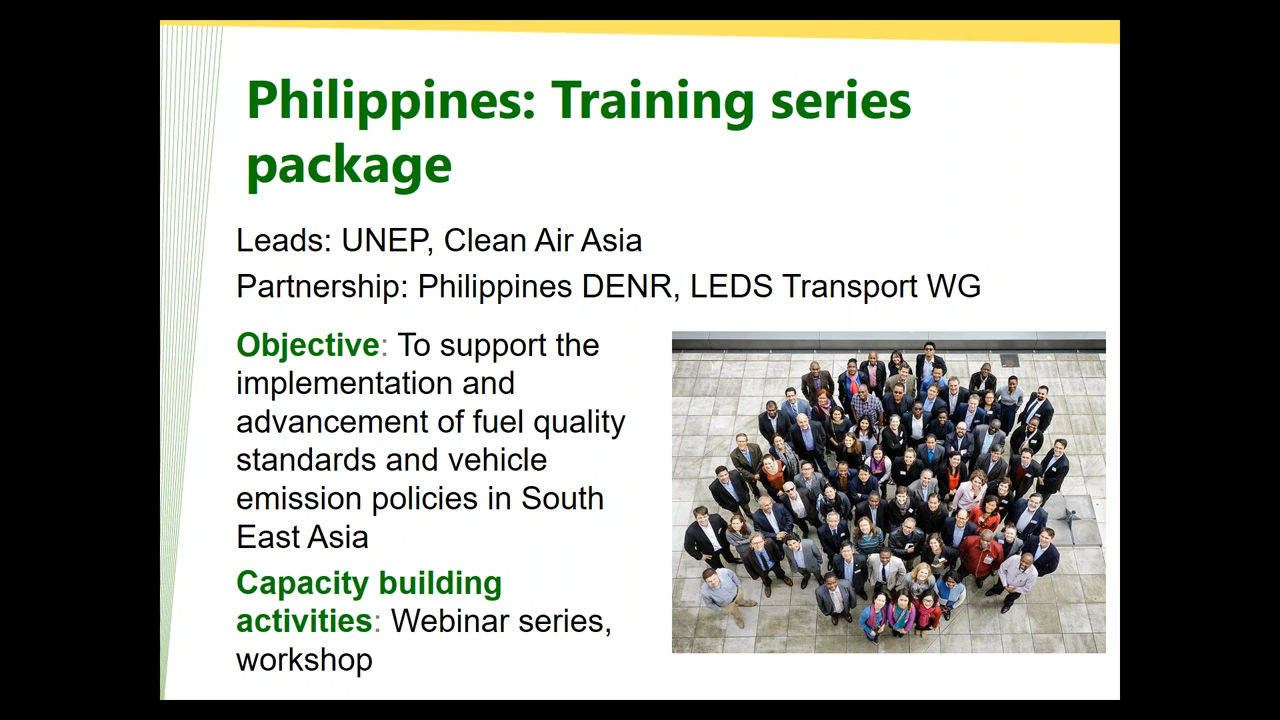 Philippines: Training series
package
Leads: UNEP, Clean Air Asia
Partnership: Philippines DENR, LEDS Transport WG
Objective: To support the
implementation and
advancement of fuel quality
standards and vehicle
emission policies in South
East Asia
Capacity building
activities: Webinar series,
workshop